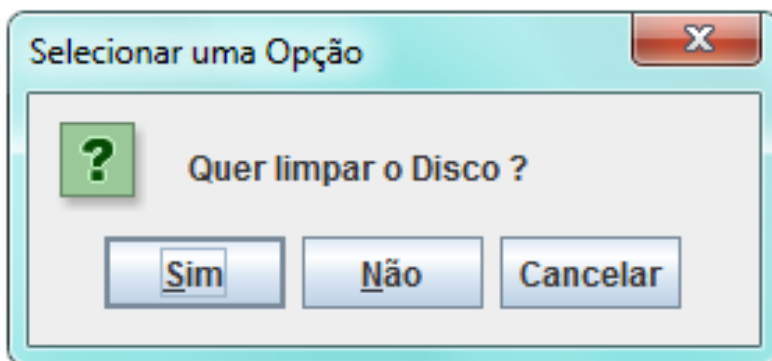 Selecionar uma Opção
?
Quer limpar o Disco ?
Sim Não Cancelar